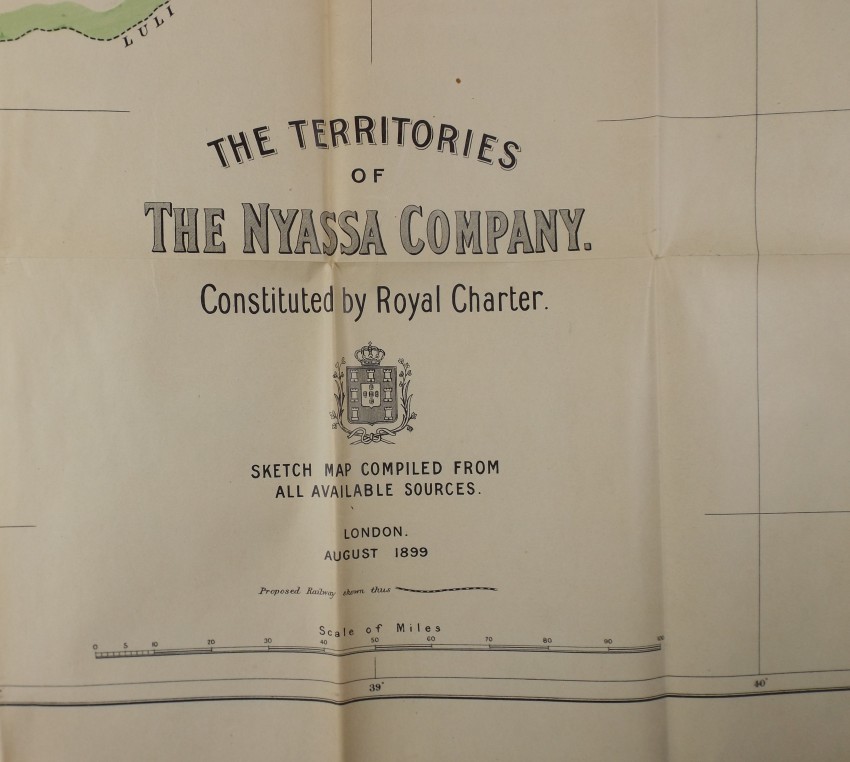 LULI
THE TERRITORIES
OF
THE NYASSA COMPANY.
Constituted by Royal Charter.
SKETCH MAP COMPILED FROM
ALL AVAILABLE SOURCES.
LONDON.
AUGUST 1899
Proposed Railway shown thus
Scale of Miles
0 5 10 20 30 40 50 60 70 80 90
39°
40°